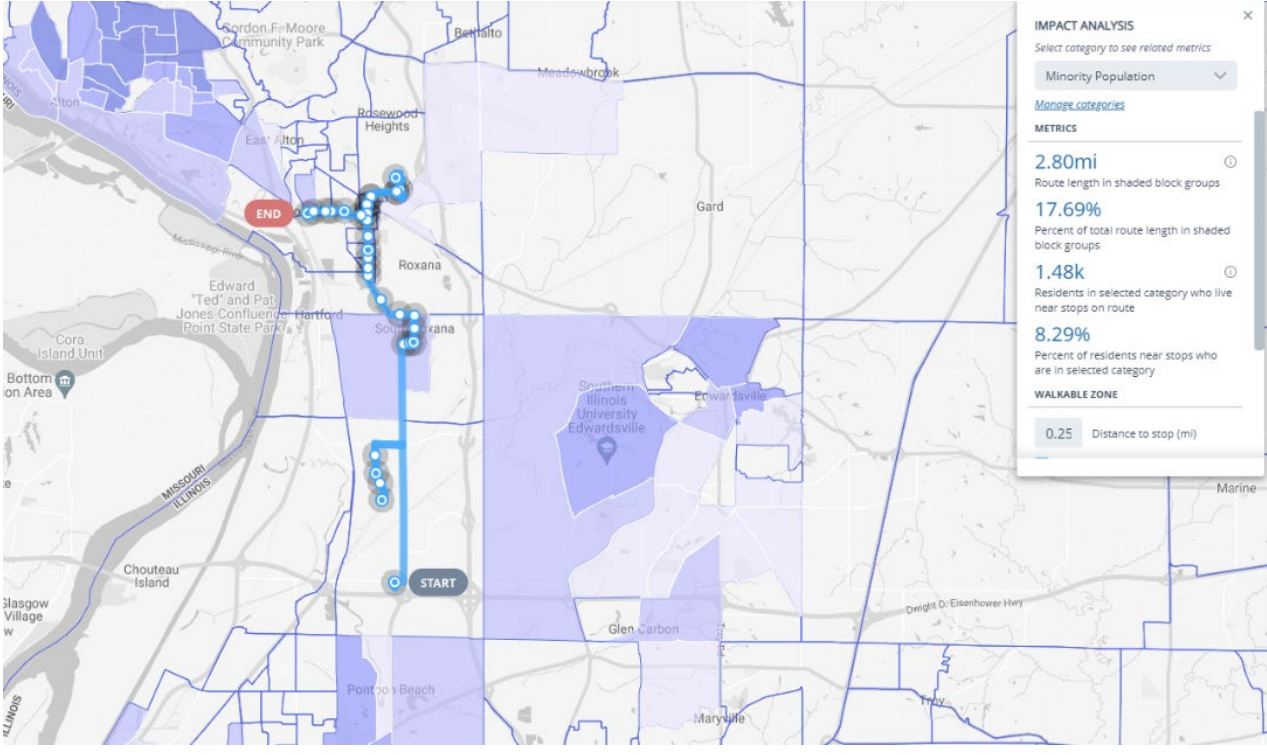 Gordon F. Moore
Community Park
Bethalto
Meadowbrook
Alton
Rosewood
Heights
East Alton
END
Gard
Mississippi River
Roxana
Edward
"Ted" and Pat
Jones-Confluence
Point State Park
Hartford
South Roxana
Cora
Island Unit
Bottom
ion Area
Southern
Illinois
University
Edwardsville
Edwardsville
MISSOURI
ILLINOIS
Marine
Chouteau
Island
START
Glasgow
Village
Dwight D. Eisenhower Hwy
Glen Carbon
Pontoon Beach
Troy
Maryville
ILLINOIS
IMPACT ANALYSIS
Select category to see related metrics
Minority Population
Manage categories
METRICS
2.80mi
Route length in shaded block groups
17.69%
Percent of total route length in shaded
block groups
1.48k
Residents in selected category who live
near stops on route
8.29%
Percent of residents near stops who
are in selected category
WALKABLE ZONE
0.25 Distance to stop (mi)